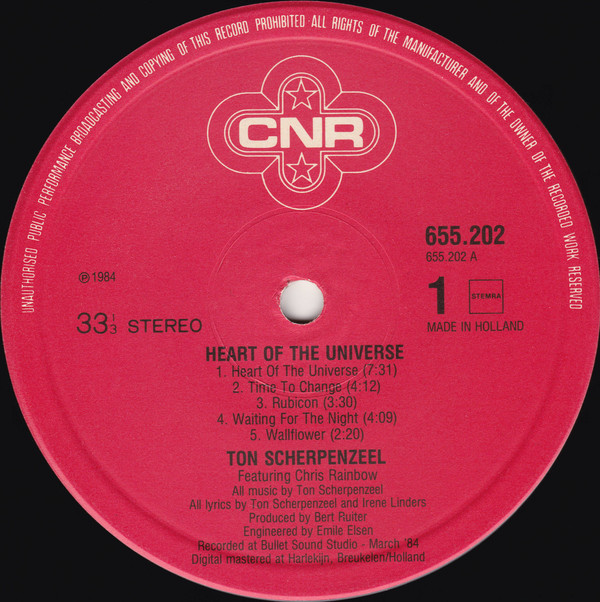 UNAUTHORISED PUBLIC PERFORMANCE BROADCASTING AND COPYING OF THIS RECORD PROHIBITED ALL RIGHTS OF THE MANUFACTURER AND OF THE OWNER OF THE RECORDED WORK RESERVED
CNR
655.202
655.202 A
℗ 1984
1 STEMRA
33 1/3 STEREO
MADE IN HOLLAND
HEART OF THE UNIVERSE
1. Heart Of The Universe (7:31)
2. Time To Change (4:12)
3. Rubicon (3:30)
4. Waiting For The Night (4:09)
5. Wallflower (2:20)
TON SCHERPENZEEL
Featuring Chris Rainbow
All music by Ton Scherpenzeel
All lyrics by Ton Scherpenzeel and Irene Linders
Produced by Bert Ruiter
Engineered by Emile Elsen
Recorded at Bullet Sound Studio - March '84
Digital mastered at Harlekijn, Breukelen/Holland.